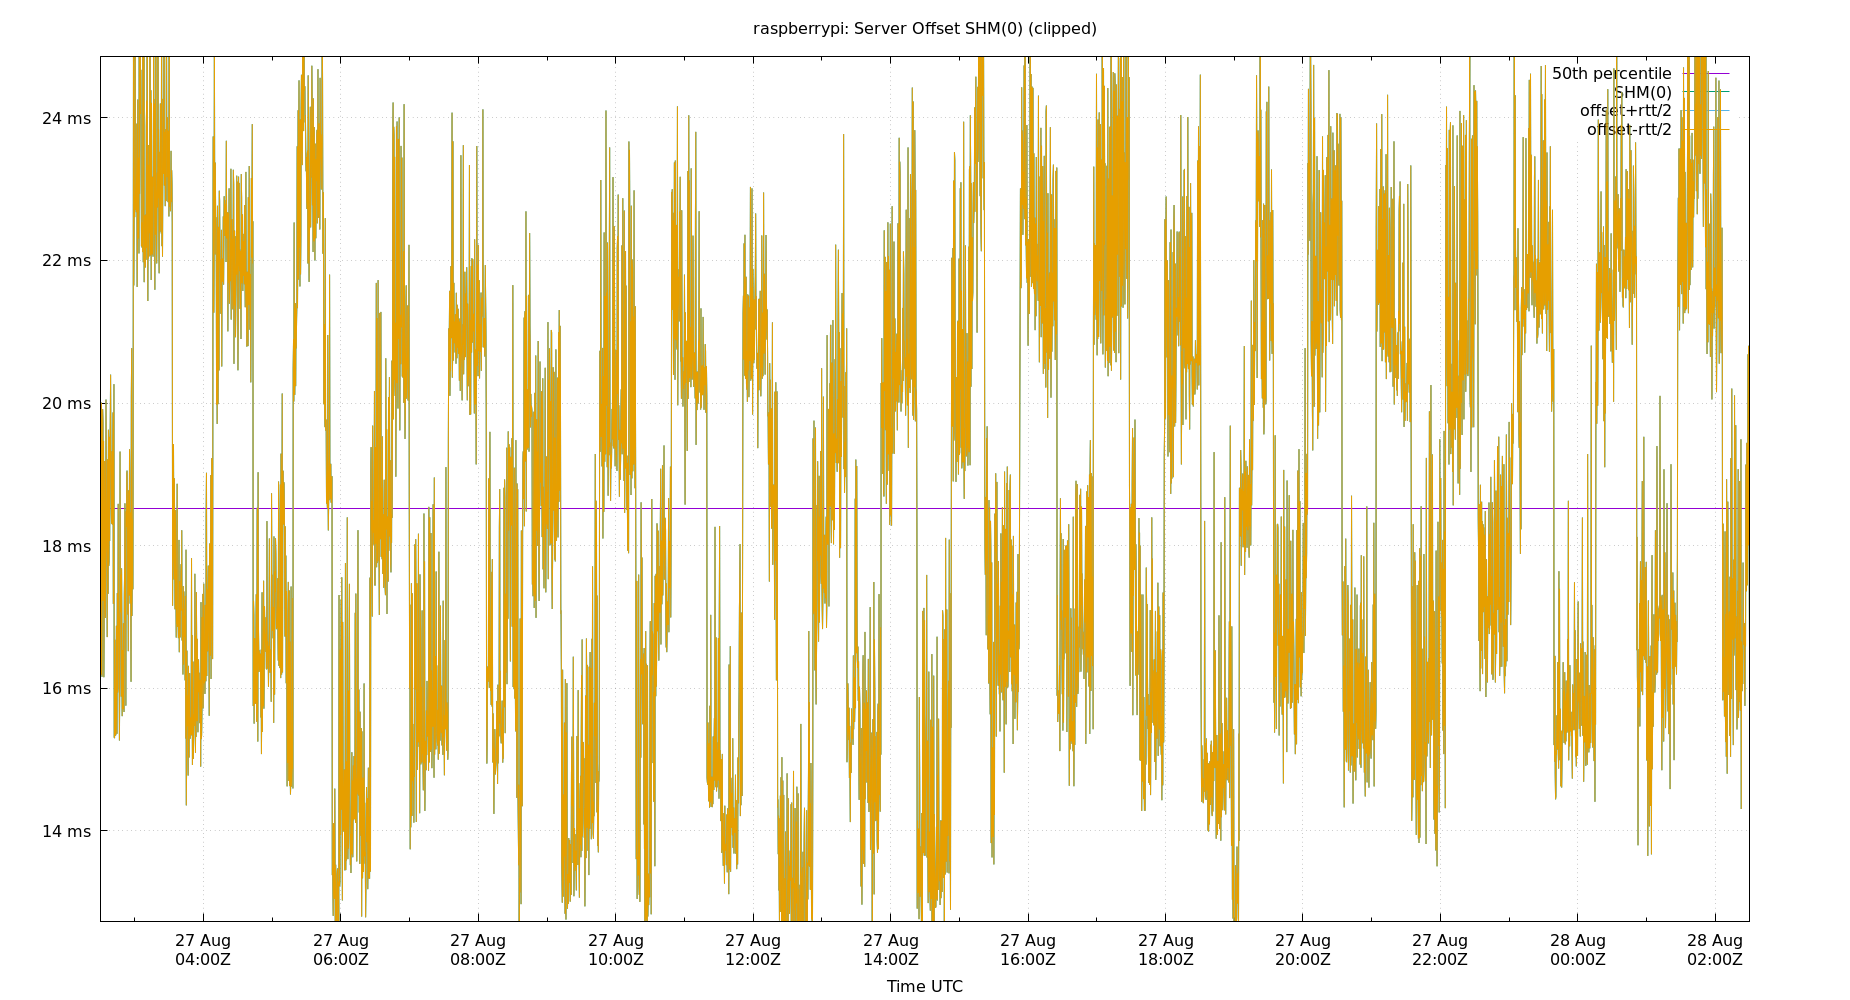 raspberrypi: Server Offset SHM(0) (clipped)
50th percentile
SHM(0)
offset+rtt/2
offset-rtt/2
24 ms
22 ms
20 ms
18 ms
16 ms
14 ms
27 Aug 27 Aug 27 Aug 27 Aug 27 Aug 27 Aug 27 Aug 27 Aug 27 Aug 27 Aug 28 Aug 28 Aug
04:00Z 06:00Z 08:00Z 10:00Z 12:00Z 14:00Z 16:00Z 18:00Z 20:00Z 22:00Z 00:00Z 02:00Z
Time UTC